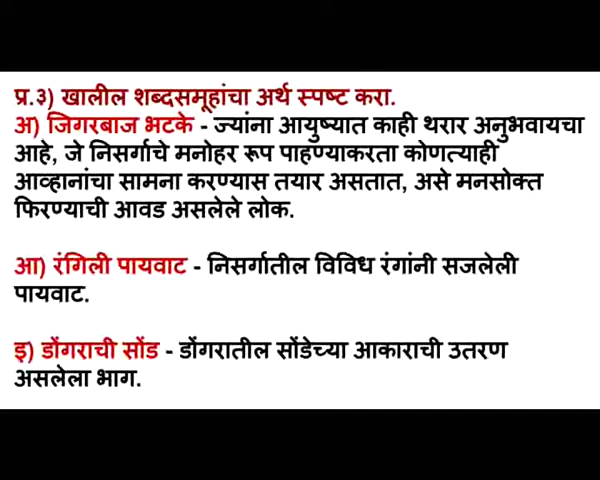 प्र.३) खालील शब्दसमूहांचा अर्थ स्पष्ट करा.
अ) जिगरबाज भटके - ज्यांना आयुष्यात काही थरार अनुभवायचा
आहे, जे निसर्गाचे मनोहर रूप पाहण्याकरता कोणत्याही
आव्हानांचा सामना करण्यास तयार असतात, असे मनसोक्त
फिरण्याची आवड असलेले लोक.
आ) रंगिली पायवाट - निसर्गातील विविध रंगांनी सजलेली
पायवाट.
इ) डोंगराची सोंड - डोंगरातील सोंडेच्या आकाराची उतरण
असलेला भाग.